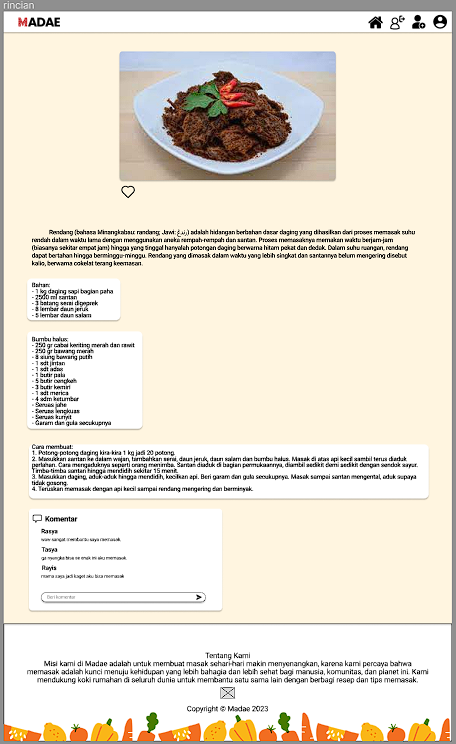 rincian
MADAE
Rendang (bahasa Minangkabau: randang; Jawi: رندڠ) adalah hidangan berbahan dasar daging yang dihasilkan dari proses memasak suhu
rendah dalam waktu lama dengan menggunakan aneka rempah-rempah dan santan. Proses memasaknya memakan waktu berjam-jam
(biasanya sekitar empat jam) hingga yang tinggal hanyalah potongan daging berwarna hitam pekat dan dedak. Dalam suhu ruangan, rendang
dapat bertahan hingga berminggu-minggu. Rendang yang dimasak dalam waktu yang lebih singkat dan santannya belum mengering disebut
kalio, berwarna cokelat terang keemasan.
Bahan:
- 1 kg daging sapi bagian paha
- 2500 ml santan
- 3 batang serai digeprek
- 8 lembar daun jeruk
- 5 lembar daun salam
Bumbu halus:
- 250 gr cabai keriting merah dan rawit
- 250 gr bawang merah
- 8 siung bawang putih
- 1 sdt jintan
- 1 sdt adas
- 1 butir pala
- 5 butir cengkeh
- 3 butir kemiri
- 1 sdt merica
- 4 sdm ketumbar
- Seruas jahe
- Seruas lengkuas
- Seruas kunyit
- Garam dan gula secukupnya
Cara membuat:
1. Potong-potong daging kira-kira 1 kg jadi 20 potong.
2. Masukkan santan ke dalam wajan, tambahkan serai, daun jeruk, daun salam dan bumbu halus. Masak di atas api kecil sambil terus diaduk
perlahan. Cara mengaduknya seperti orang menimba. Santan diaduk di bagian permukaannya, diambil sedikit demi sedikit dengan sendok sayur.
Timba-timba santan hingga mendidih sekitar 15 menit.
3. Masukkan daging, aduk-aduk hingga mendidih, kecilkan api. Beri garam dan gula secukupnya. Masak sampai santan mengental, aduk supaya
tidak gosong.
4. Teruskan memasak dengan api kecil sampai rendang mengering dan berminyak.
Komentar
Rasya
wow sangat membantu saya memasak
Tasya
ga nyangka bisa se enak ini aku memasak
Rayis
mama saya jadi kaget aku bisa memasak
Beri komentar
Tentang Kami
Misi kami di Madae adalah untuk membuat masak sehari-hari makin menyenangkan, karena kami percaya bahwa
memasak adalah kunci menuju kehidupan yang lebih bahagia dan lebih sehat bagi manusia, komunitas, dan planet ini. Kami
mendukung koki rumahan di seluruh dunia untuk membantu satu sama lain dengan berbagi resep dan tips memasak.
Copyright © Madae 2023